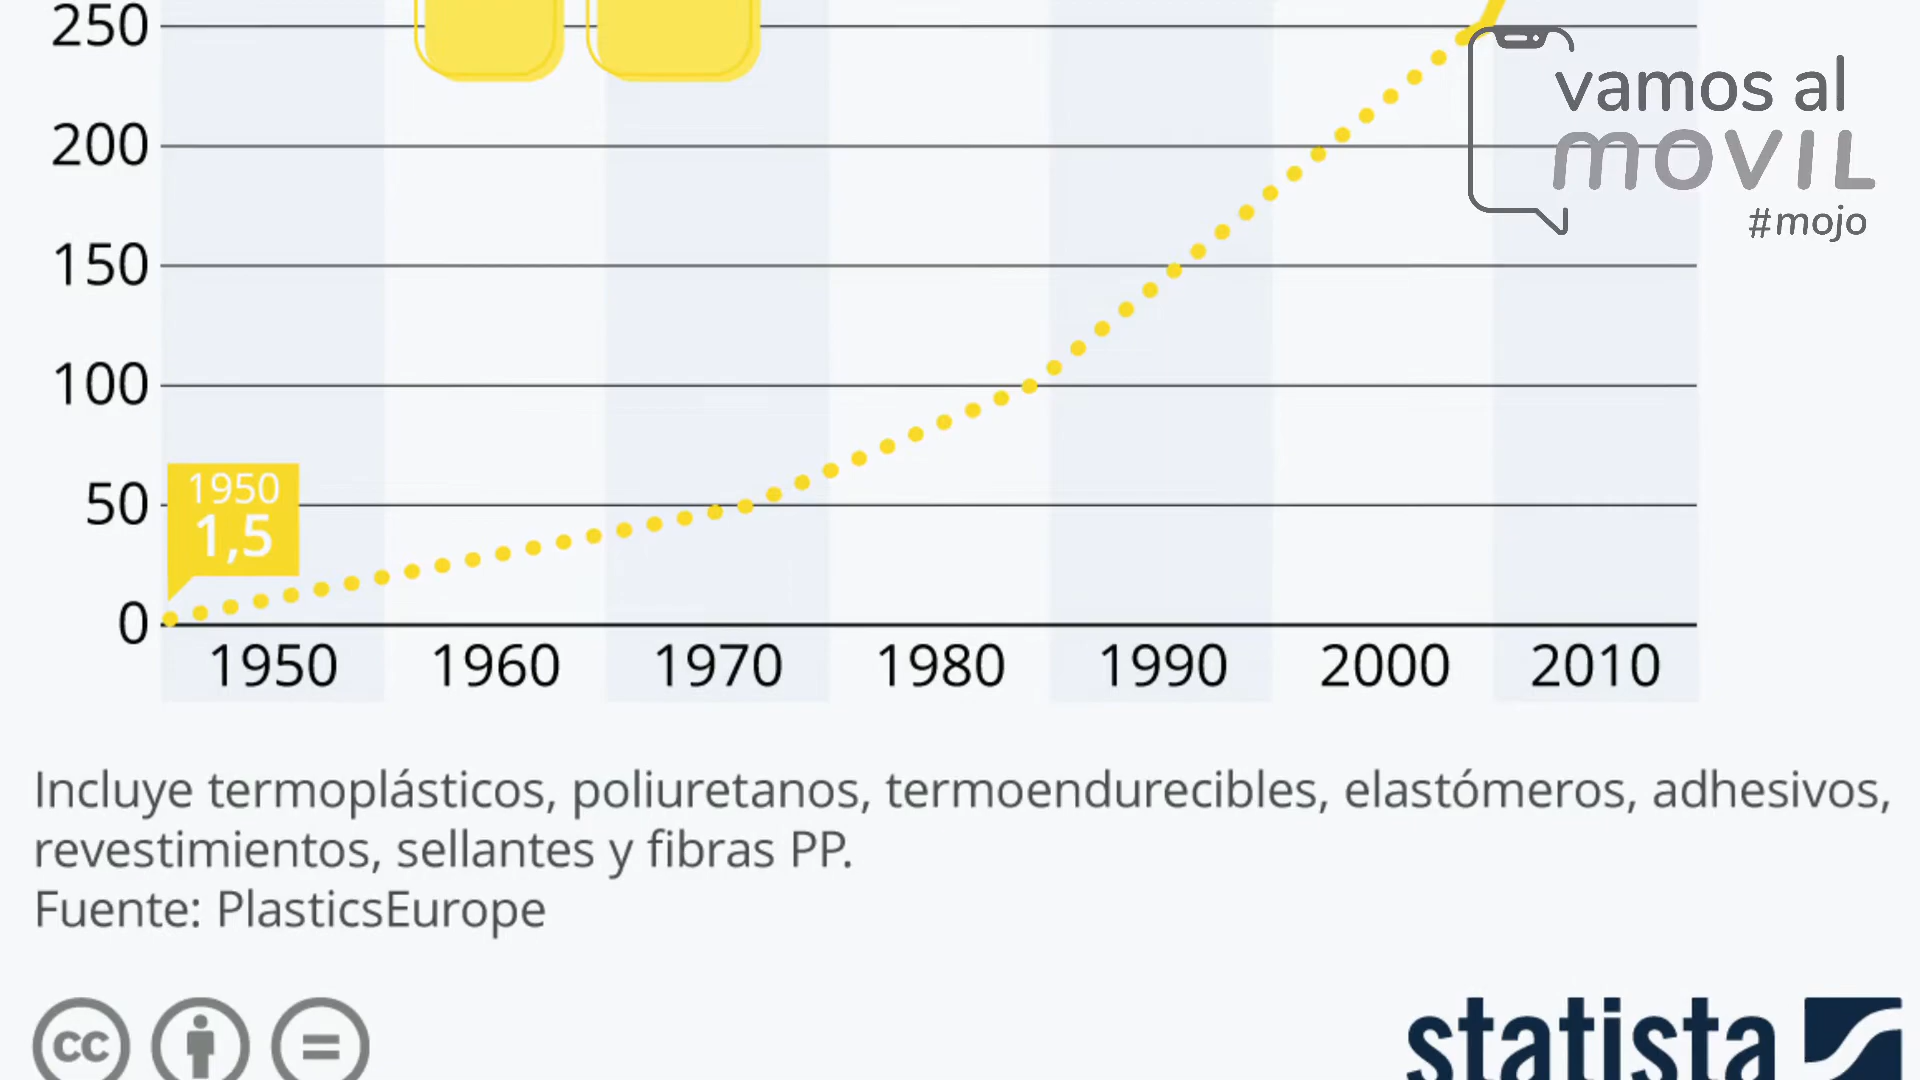 250
vamos al
200
MOVIL
#mojo
150
100
1950
50
1,5
0
1950 1960 1970 1980 1990 2000 2010
Incluye termoplásticos, poliuretanos, termoendurecibles, elastómeros, adhesivos,
revestimientos, sellantes y fibras PP.
Fuente: PlasticsEurope
cc
statista